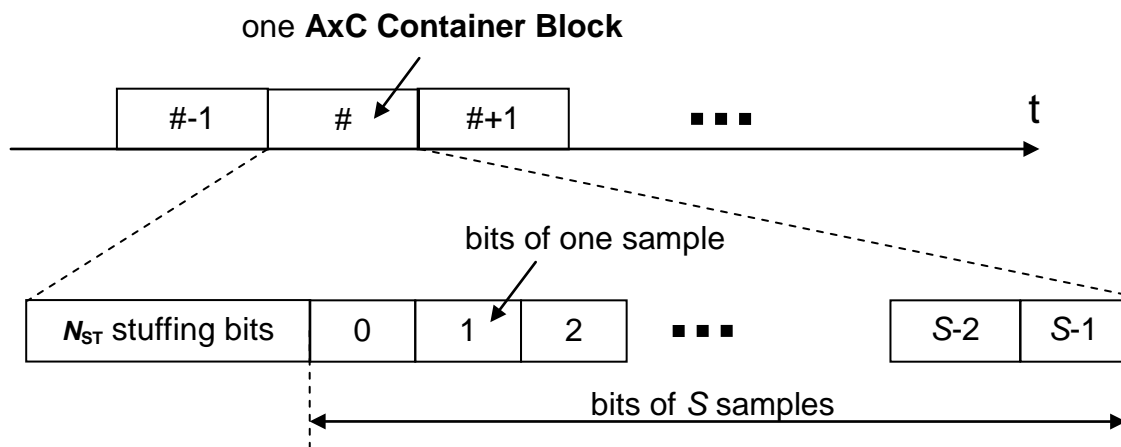 one AxC Container Block
#-1 # #+1 ▪▪▪ t
bits of one sample
N_ST stuffing bits 0 1 2 ▪▪▪ S-2 S-1
bits of S samples